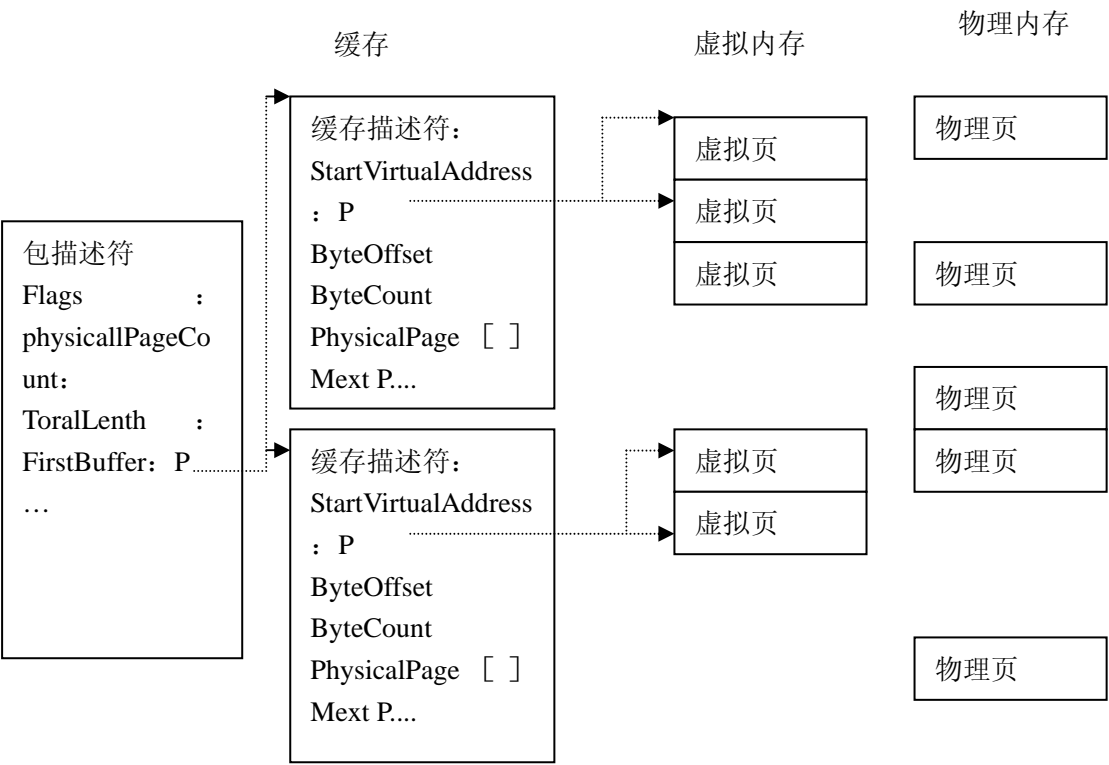 缓存
虚拟内存
物理内存
包描述符
Flags ：
physicallPageCo
unt：
ToralLenth ：
FirstBuffer：P
…
缓存描述符：
StartVirtualAddress
：P
ByteOffset
ByteCount
PhysicalPage ［ ］
Mext P....
缓存描述符：
StartVirtualAddress
：P
ByteOffset
ByteCount
PhysicalPage ［ ］
Mext P....
虚拟页
虚拟页
虚拟页
虚拟页
虚拟页
物理页
物理页
物理页
物理页
物理页